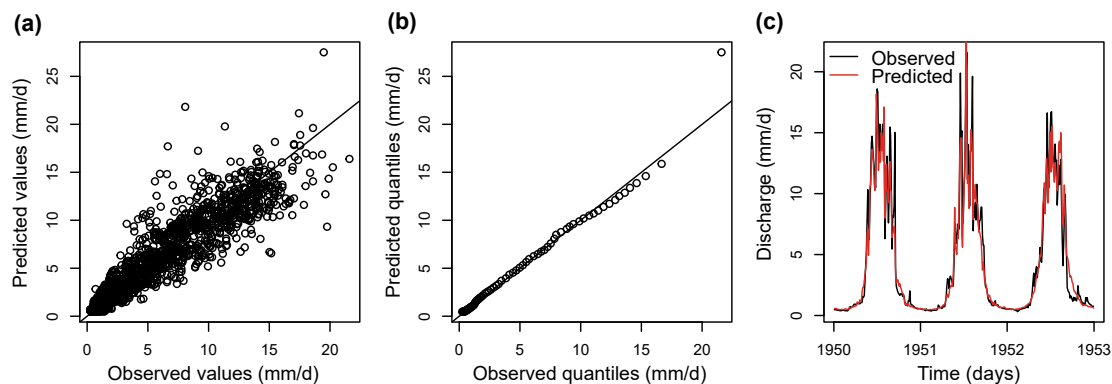 (a)
Predicted values (mm/d)
0 5 10 15 20 25
0 5 10 15 20
Observed values (mm/d)
(b)
Predicted quantiles (mm/d)
0 5 10 15 20 25
0 5 10 15 20
Observed quantiles (mm/d)
(c)
Observed
Predicted
Discharge (mm/d)
0 5 10 15 20
1950 1951 1952 1953
Time (days)